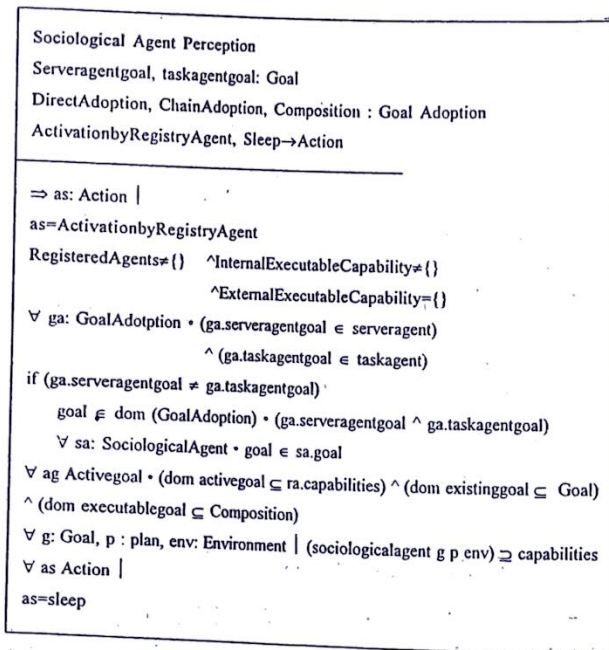 Sociological Agent Perception
Serveragentgoal, taskagentgoal: Goal
DirectAdoption, ChainAdoption, Composition : Goal Adoption
ActivationbyRegistryAgent, Sleep→Action
⇒ as: Action |
as=ActivationbyRegistryAgent
RegisteredAgents≠{} ^InternalExecutableCapability≠{}
^ExternalExecutableCapability={}
∀ ga: GoalAdotption • (ga.serveragentgoal ∈ serveragent)
^ (ga.taskagentgoal ∈ taskagent)
if (ga.serveragentgoal ≠ ga.taskagentgoal)
goal ∉ dom (GoalAdoption) • (ga.serveragentgoal ^ ga.taskagentgoal)
∀ sa: SociologicalAgent • goal ∈ sa.goal
∀ ag Activegoal • (dom activegoal ⊆ ra.capabilities) ^ (dom existinggoal ⊆ Goal)
^ (dom executablegoal ⊆ Composition)
∀ g: Goal, p : plan, env: Environment | (sociologicalagent g p env) ⊇ capabilities
∀ as Action |
as=sleep